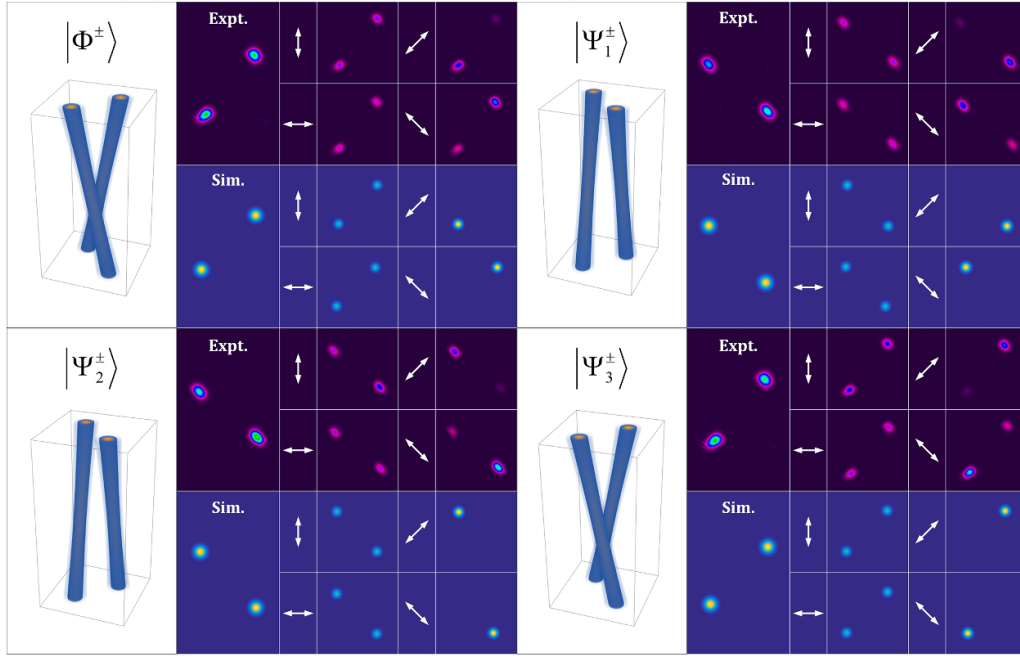 |Φ±⟩
Expt.
Sim.
|Ψ₁±⟩
Expt.
Sim.
|Ψ₂±⟩
Expt.
Sim.
|Ψ₃±⟩
Expt.
Sim.